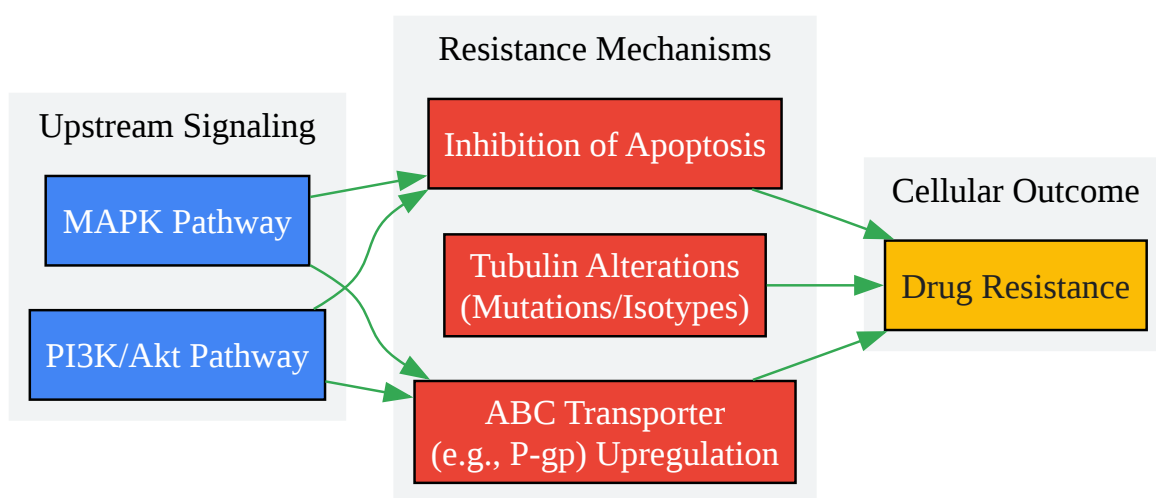 Upstream Signaling
MAPK Pathway
PI3K/Akt Pathway
Resistance Mechanisms
Inhibition of Apoptosis
Tubulin Alterations
(Mutations/Isotypes)
ABC Transporter
(e.g., P-gp) Upregulation
Cellular Outcome
Drug Resistance